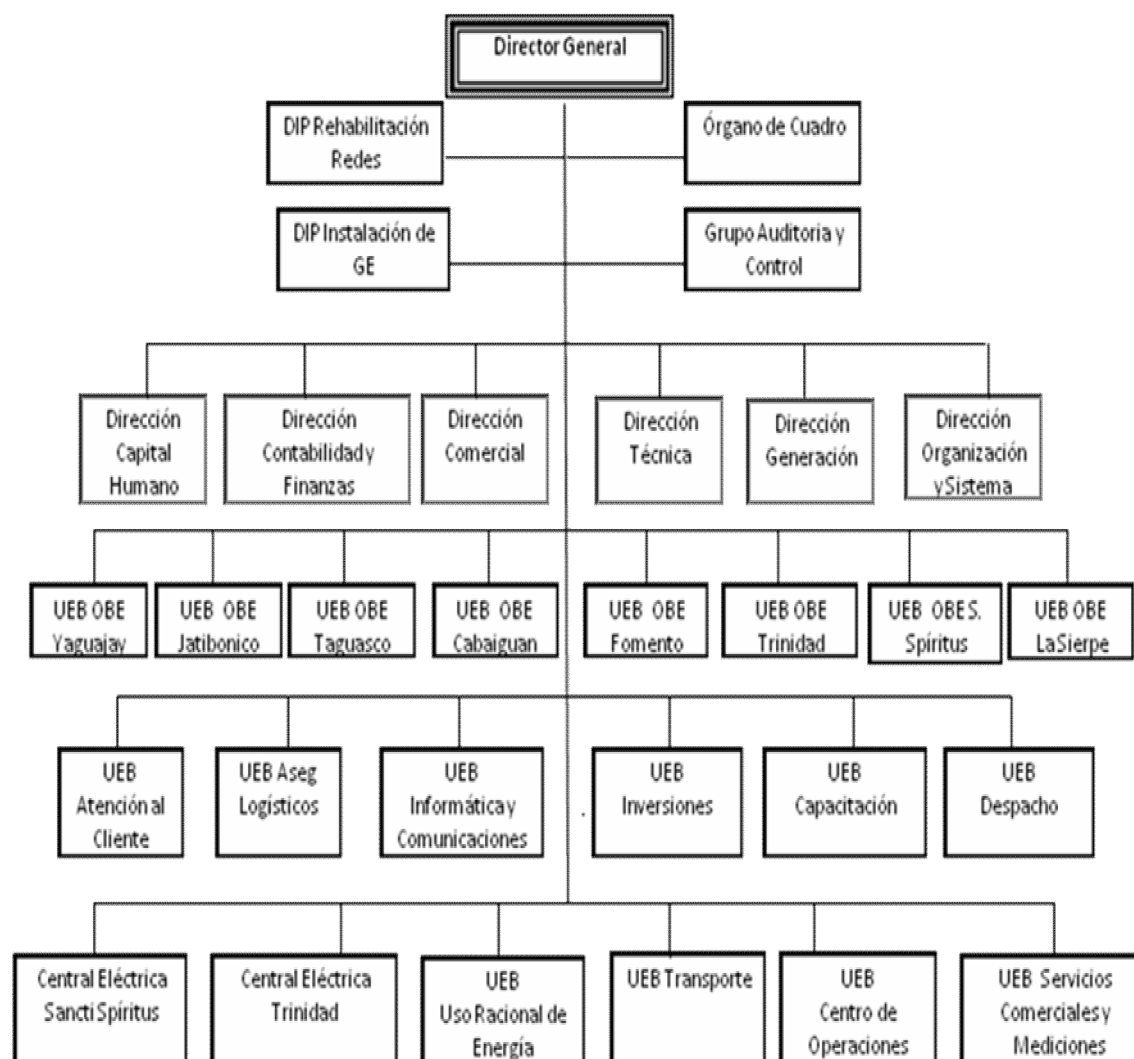 Director General
DIP Rehabilitación
Redes
Órgano de Cuadro
DIP Instalación de
GE
Grupo Auditoria y
Control
Dirección
Capital
Humano
Dirección
Contabilidad y
Finanzas
Dirección
Comercial
Dirección
Técnica
Dirección
Generación
Dirección
Organización
y Sistema
UEB OBE
Yaguajay
UEB OBE
Jatibonico
UEB OBE
Taguasco
UEB OBE
Cabaiguan
UEB OBE
Fomento
UEB OBE
Trinidad
UEB OBE S.
Spíritus
UEB OBE
La Sierpe
UEB
Atención al
Cliente
UEB Aseg
Logísticos
UEB
Informática y
Comunicaciones
UEB
Inversiones
UEB
Capacitación
UEB
Despacho
Central Eléctrica
Sancti Spíritus
Central Eléctrica
Trinidad
UEB
Uso Racional de
Energía
UEB Transporte
UEB
Centro de
Operaciones
UEB Servicios
Comerciales y
Mediciones